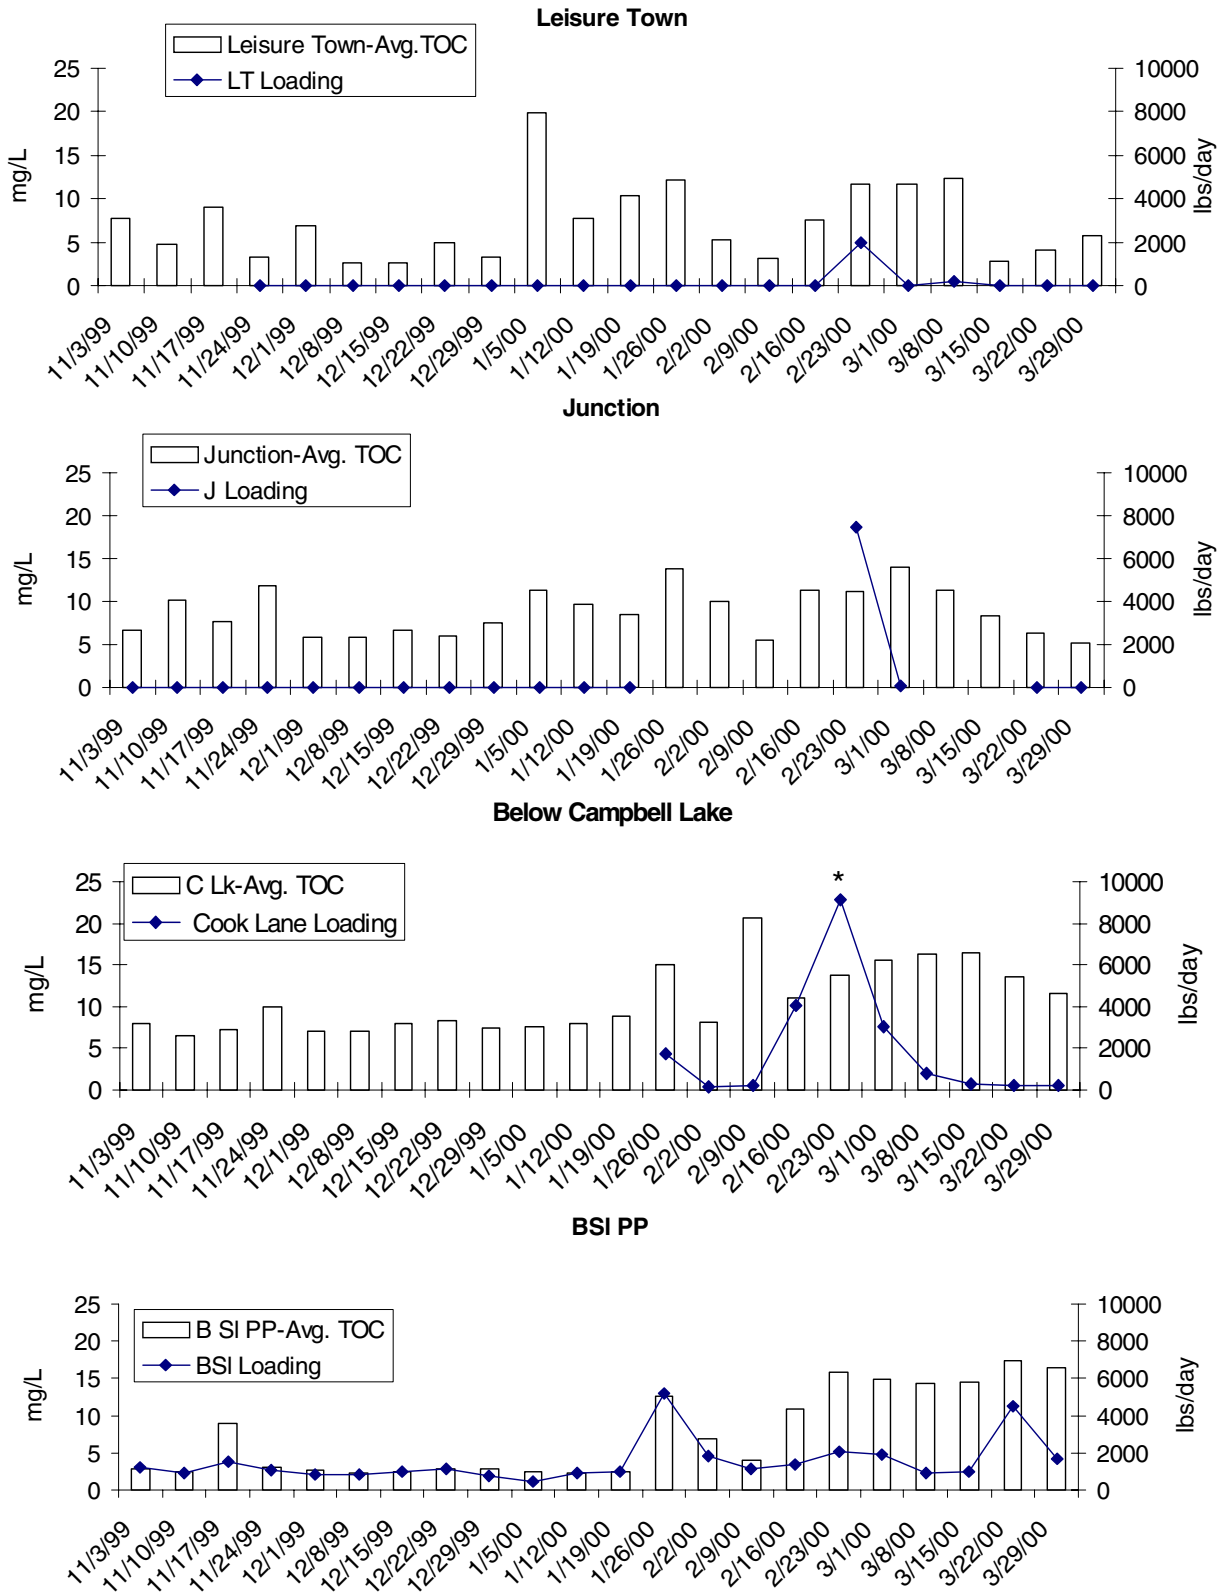 Leisure Town
Leisure Town-Avg.TOC
LT Loading
25 20 15 10 5 0
mg/L
10000 8000 6000 4000 2000 0
lbs/day
11/3/99 11/10/99 11/17/99 11/24/99 12/1/99 12/8/99 12/15/99 12/22/99 12/29/99 1/5/00 1/12/00 1/19/00 1/26/00 2/2/00 2/9/00 2/16/00 2/23/00 3/1/00 3/8/00 3/15/00 3/22/00 3/29/00
Junction
Junction-Avg. TOC
J Loading
25 20 15 10 5 0
mg/L
10000 8000 6000 4000 2000 0
lbs/day
11/3/99 11/10/99 11/17/99 11/24/99 12/1/99 12/8/99 12/15/99 12/22/99 12/29/99 1/5/00 1/12/00 1/19/00 1/26/00 2/2/00 2/9/00 2/16/00 2/23/00 3/1/00 3/8/00 3/15/00 3/22/00 3/29/00
Below Campbell Lake
C Lk-Avg. TOC
Cook Lane Loading
*
25 20 15 10 5 0
mg/L
10000 8000 6000 4000 2000 0
lbs/day
11/3/99 11/10/99 11/17/99 11/24/99 12/1/99 12/8/99 12/15/99 12/22/99 12/29/99 1/5/00 1/12/00 1/19/00 1/26/00 2/2/00 2/9/00 2/16/00 2/23/00 3/1/00 3/8/00 3/15/00 3/22/00 3/29/00
BSl PP
B Sl PP-Avg. TOC
BSl Loading
25 20 15 10 5 0
mg/L
10000 8000 6000 4000 2000 0
lbs/day
11/3/99 11/10/99 11/17/99 11/24/99 12/1/99 12/8/99 12/15/99 12/22/99 12/29/99 1/5/00 1/12/00 1/19/00 1/26/00 2/2/00 2/9/00 2/16/00 2/23/00 3/1/00 3/8/00 3/15/00 3/22/00 3/29/00